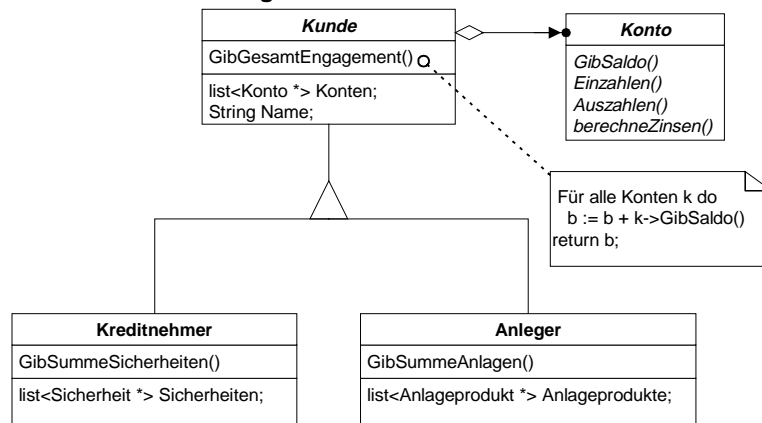 Kunde
GibGesamtEngagement()
list<Konto *> Konten;
String Name;
Konto
GibSaldo()
Einzahlen()
Auszahlen()
berechneZinsen()
Für alle Konten k do
b := b + k->GibSaldo()
return b;
Kreditnehmer
GibSummeSicherheiten()
list<Sicherheit *> Sicherheiten;
Anleger
GibSummeAnlagen()
list<Anlageprodukt *> Anlageprodukte;